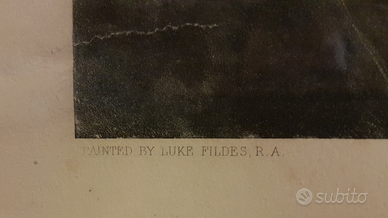 PAINTED BY LUKE FILDES, R.A.
subito